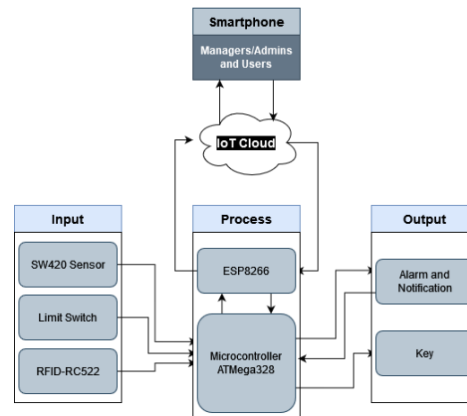 Smartphone
Managers/Admins
and Users
IoT Cloud
Input
Process
Output
SW420 Sensor
Limit Switch
RFID-RC522
ESP8266
Microcontroller
ATMega328
Alarm and
Notification
Key